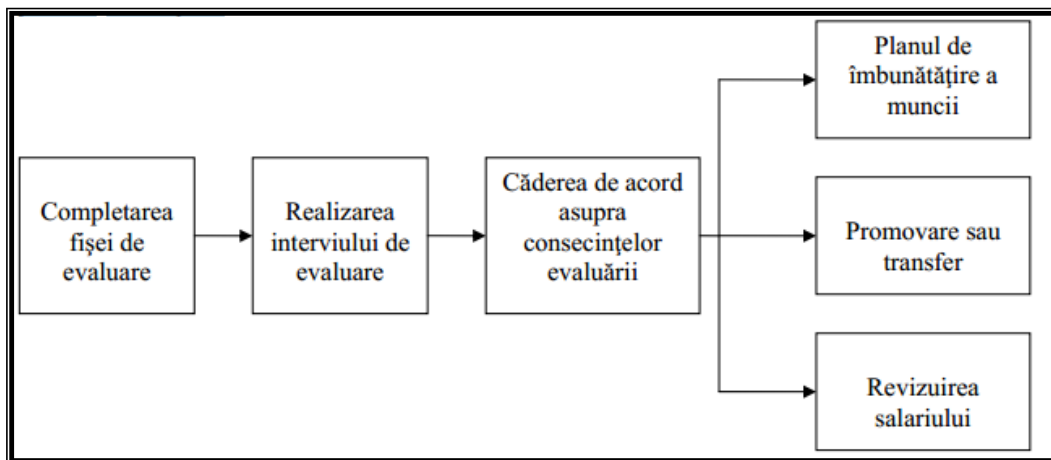 Completarea
fişei de
evaluare
Realizarea
interviului de
evaluare
Căderea de acord
asupra
consecinţelor
evaluării
Planul de
îmbunătăţire a
muncii
Promovare sau
transfer
Revizuirea
salariului